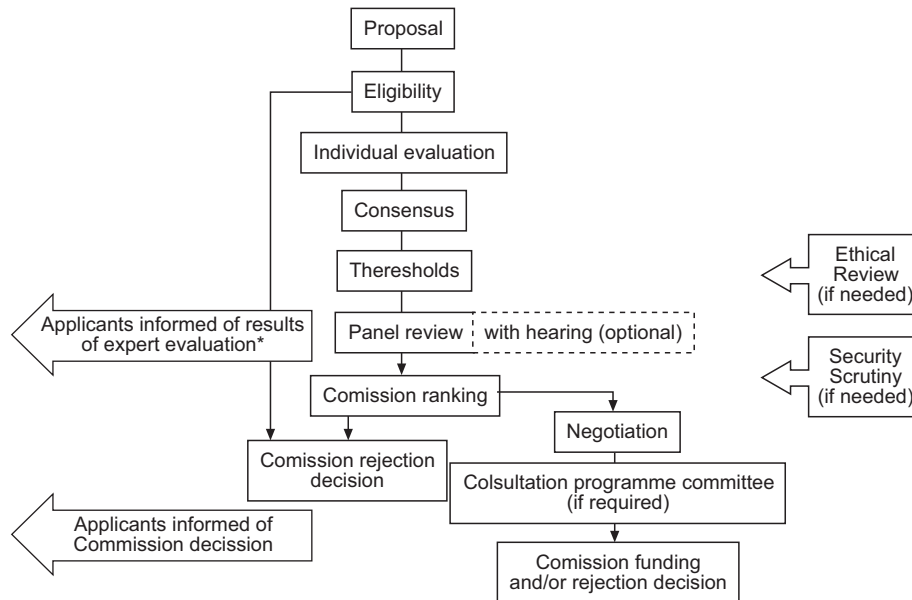 Proposal
Eligibility
Individual evaluation
Consensus
Theresholds
Ethical
Review
(if needed)
Applicants informed of results
of expert evaluation*
Panel review
with hearing (optional)
Security
Scrutiny
(if needed)
Comission ranking
Negotiation
Comission rejection
decision
Colsultation programme committee
(if required)
Applicants informed of
Commission decission
Comission funding
and/or rejection decision